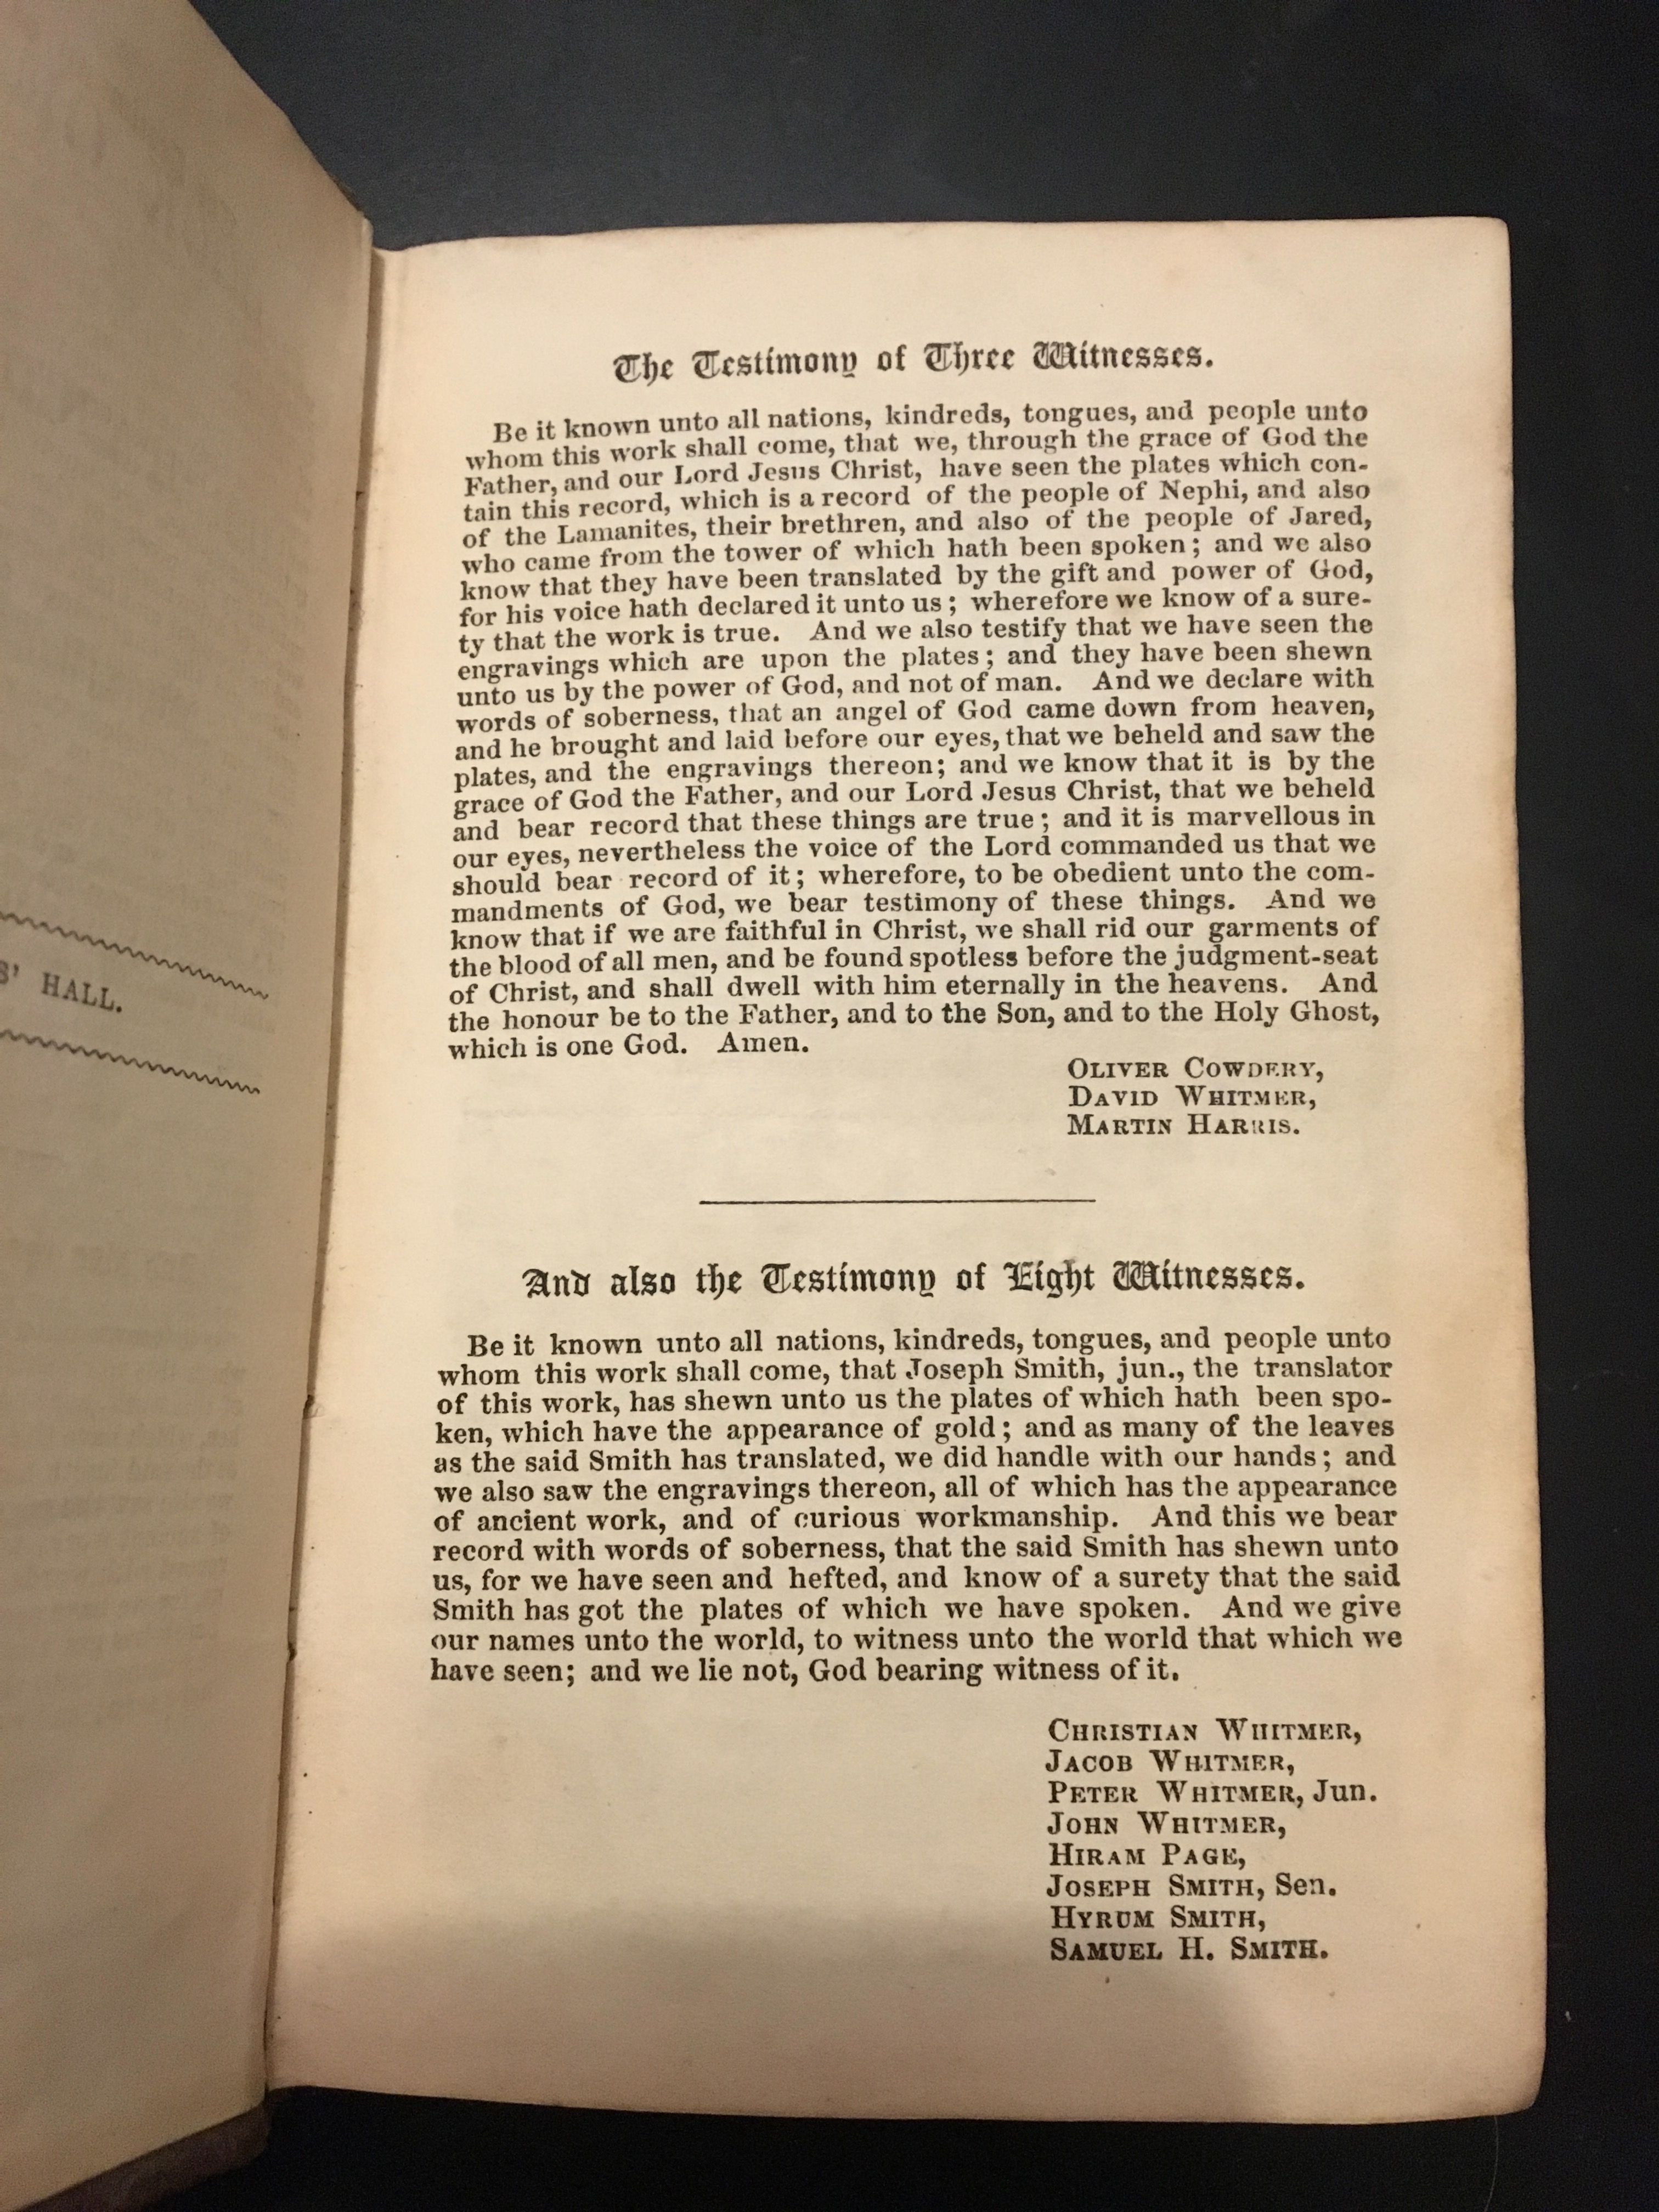 S' HALL.
The Testimony of Three Witnesses.
Be it known unto all nations, kindreds, tongues, and people unto
whom this work shall come, that we, through the grace of God the
Father, and our Lord Jesus Christ, have seen the plates which con-
tain this record, which is a record of the people of Nephi, and also
of the Lamanites, their brethren, and also of the people of Jared,
who came from the tower of which hath been spoken; and we also
know that they have been translated by the gift and power of God,
for his voice hath declared it unto us; wherefore we know of a sure-
ty that the work is true. And we also testify that we have seen the
engravings which are upon the plates; and they have been shewn
unto us by the power of God, and not of man. And we declare with
words of soberness, that an angel of God came down from heaven,
and he brought and laid before our eyes, that we beheld and saw the
plates, and the engravings thereon; and we know that it is by the
grace of God the Father, and our Lord Jesus Christ, that we beheld
and bear record that these things are true; and it is marvellous in
our eyes, nevertheless the voice of the Lord commanded us that we
should bear record of it; wherefore, to be obedient unto the com-
mandments of God, we bear testimony of these things. And we
know that if we are faithful in Christ, we shall rid our garments of
the blood of all men, and be found spotless before the judgment-seat
of Christ, and shall dwell with him eternally in the heavens. And
the honour be to the Father, and to the Son, and to the Holy Ghost,
which is one God. Amen.
OLIVER COWDERY,
DAVID WHITMER,
MARTIN HARRIS.
And also the Testimony of Eight Witnesses.
Be it known unto all nations, kindreds, tongues, and people unto
whom this work shall come, that Joseph Smith, jun., the translator
of this work, has shewn unto us the plates of which hath been spo-
ken, which have the appearance of gold; and as many of the leaves
as the said Smith has translated, we did handle with our hands; and
we also saw the engravings thereon, all of which has the appearance
of ancient work, and of curious workmanship. And this we bear
record with words of soberness, that the said Smith has shewn unto
us, for we have seen and hefted, and know of a surety that the said
Smith has got the plates of which we have spoken. And we give
our names unto the world, to witness unto the world that which we
have seen; and we lie not, God bearing witness of it.
CHRISTIAN WHITMER,
JACOB WHITMER,
PETER WHITMER, Jun.
JOHN WHITMER,
HIRAM PAGE,
JOSEPH SMITH, Sen.
HYRUM SMITH,
SAMUEL H. SMITH.